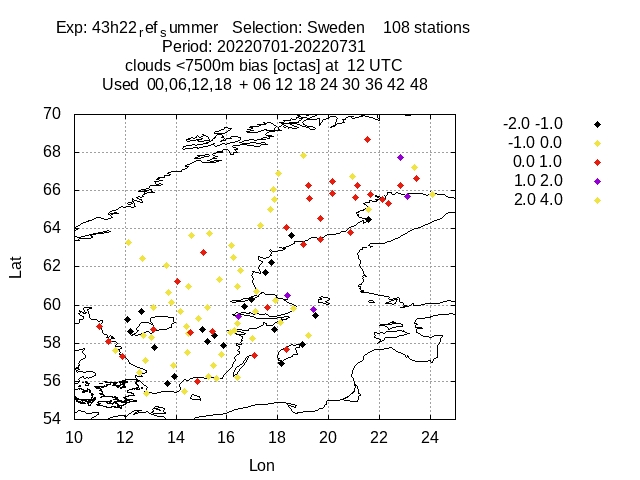 Exp: 43h22ref_summer Selection: Sweden 108 stations
Period: 20220701-20220731
clouds <7500m bias [octas] at 12 UTC
Used 00,06,12,18 + 06 12 18 24 30 36 42 48
70
68
66
64
62
60
58
56
54
Lat
10 12 14 16 18 20 22 24
Lon
-2.0 -1.0
-1.0 0.0
0.0 1.0
1.0 2.0
2.0 4.0